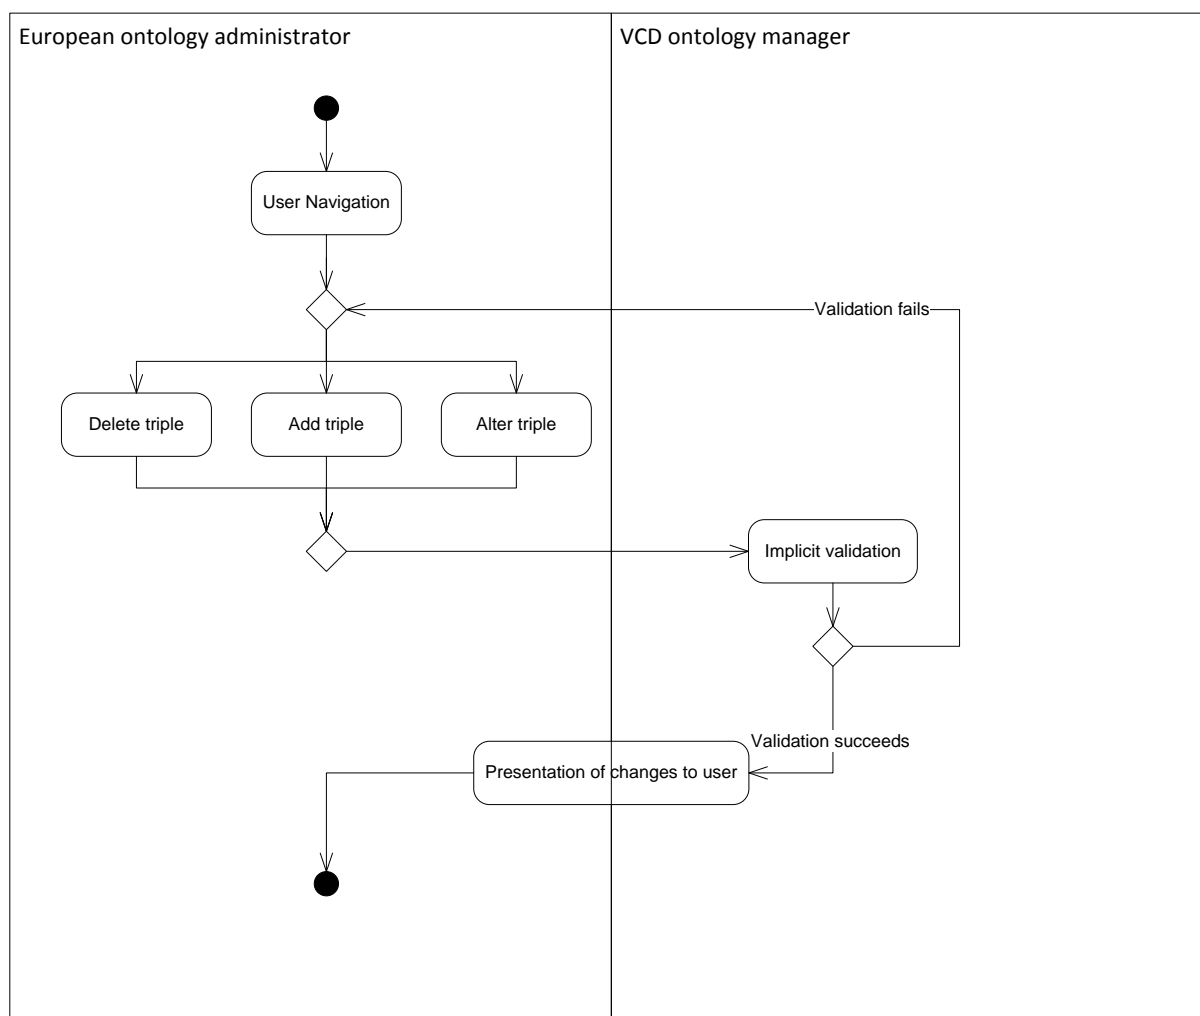 European ontology administrator
VCD ontology manager
User Navigation
Validation fails
Delete triple
Add triple
Alter triple
Implicit validation
Validation succeeds
Presentation of changes to user